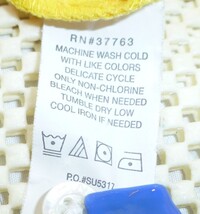 RN#37763
MACHINE WASH COLD
WITH LIKE COLORS
DELICATE CYCLE
ONLY NON-CHLORINE
BLEACH WHEN NEEDED
TUMBLE DRY LOW
COOL IRON IF NEEDED
P.O.#SU5317